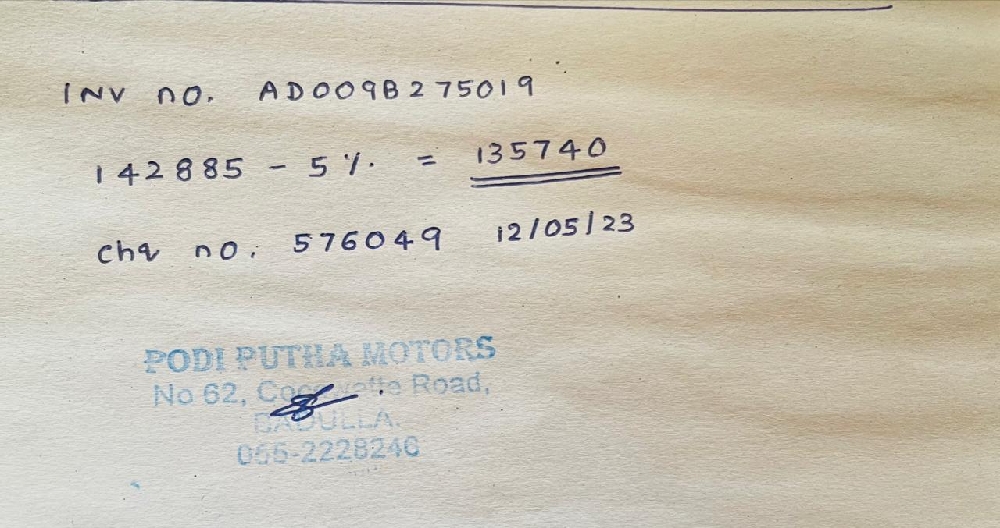 INV no. AD009B275019
142885 - 5%. = 135740
chq no. 576049 12/05/23
PODI PUTHA MOTORS
No 62, Road,
BADULLA.
055-2228246